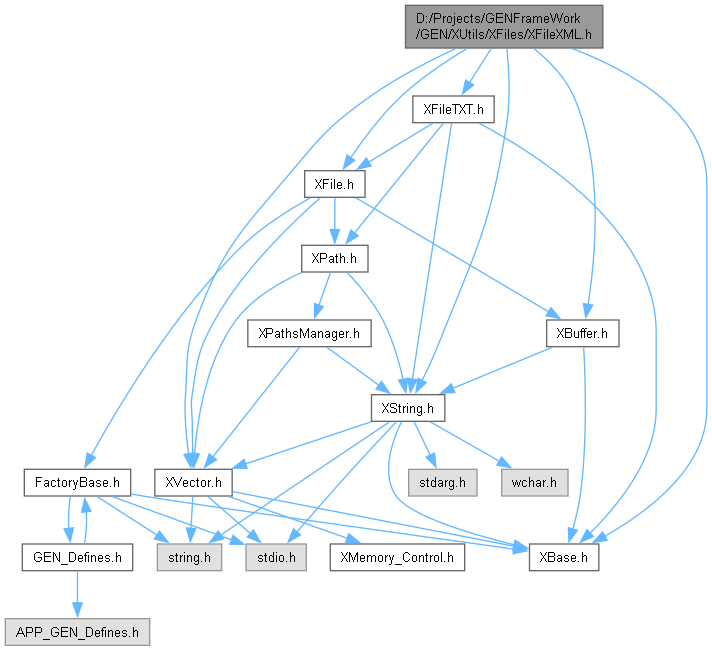 D:/Projects/GENFrameWork
/GEN/XUtils/XFiles/XFileXML.h
XFileTXT.h
XFile.h
XPath.h
XPathsManager.h
XBuffer.h
XString.h
FactoryBase.h
XVector.h
stdarg.h
wchar.h
GEN_Defines.h
string.h
stdio.h
XMemory_Control.h
XBase.h
APP_GEN_Defines.h